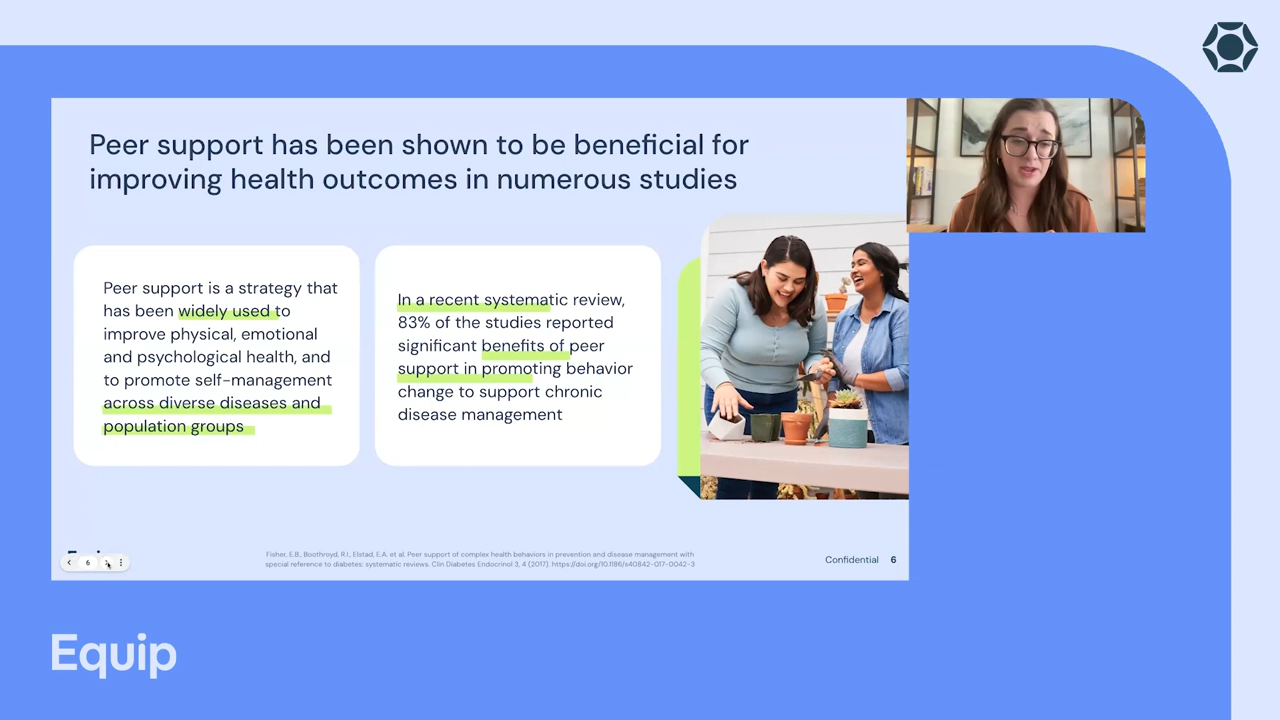 Peer support has been shown to be beneficial for
improving health outcomes in numerous studies
Peer support is a strategy that
has been widely used to
improve physical, emotional
and psychological health, and
to promote self-management
across diverse diseases and
population groups
In a recent systematic review,
83% of the studies reported
significant benefits of peer
support in promoting behavior
change to support chronic
disease management
6
Fisher, E.B., Boothroyd, R.I., Elstad, E.A. et al. Peer support of complex health behaviors in prevention and disease management with
special reference to diabetes: systematic reviews. Clin Diabetes Endocrinol 3, 4 (2017). https://doi.org/10.1186/s40842-017-0042-3
Confidential 6
Equip